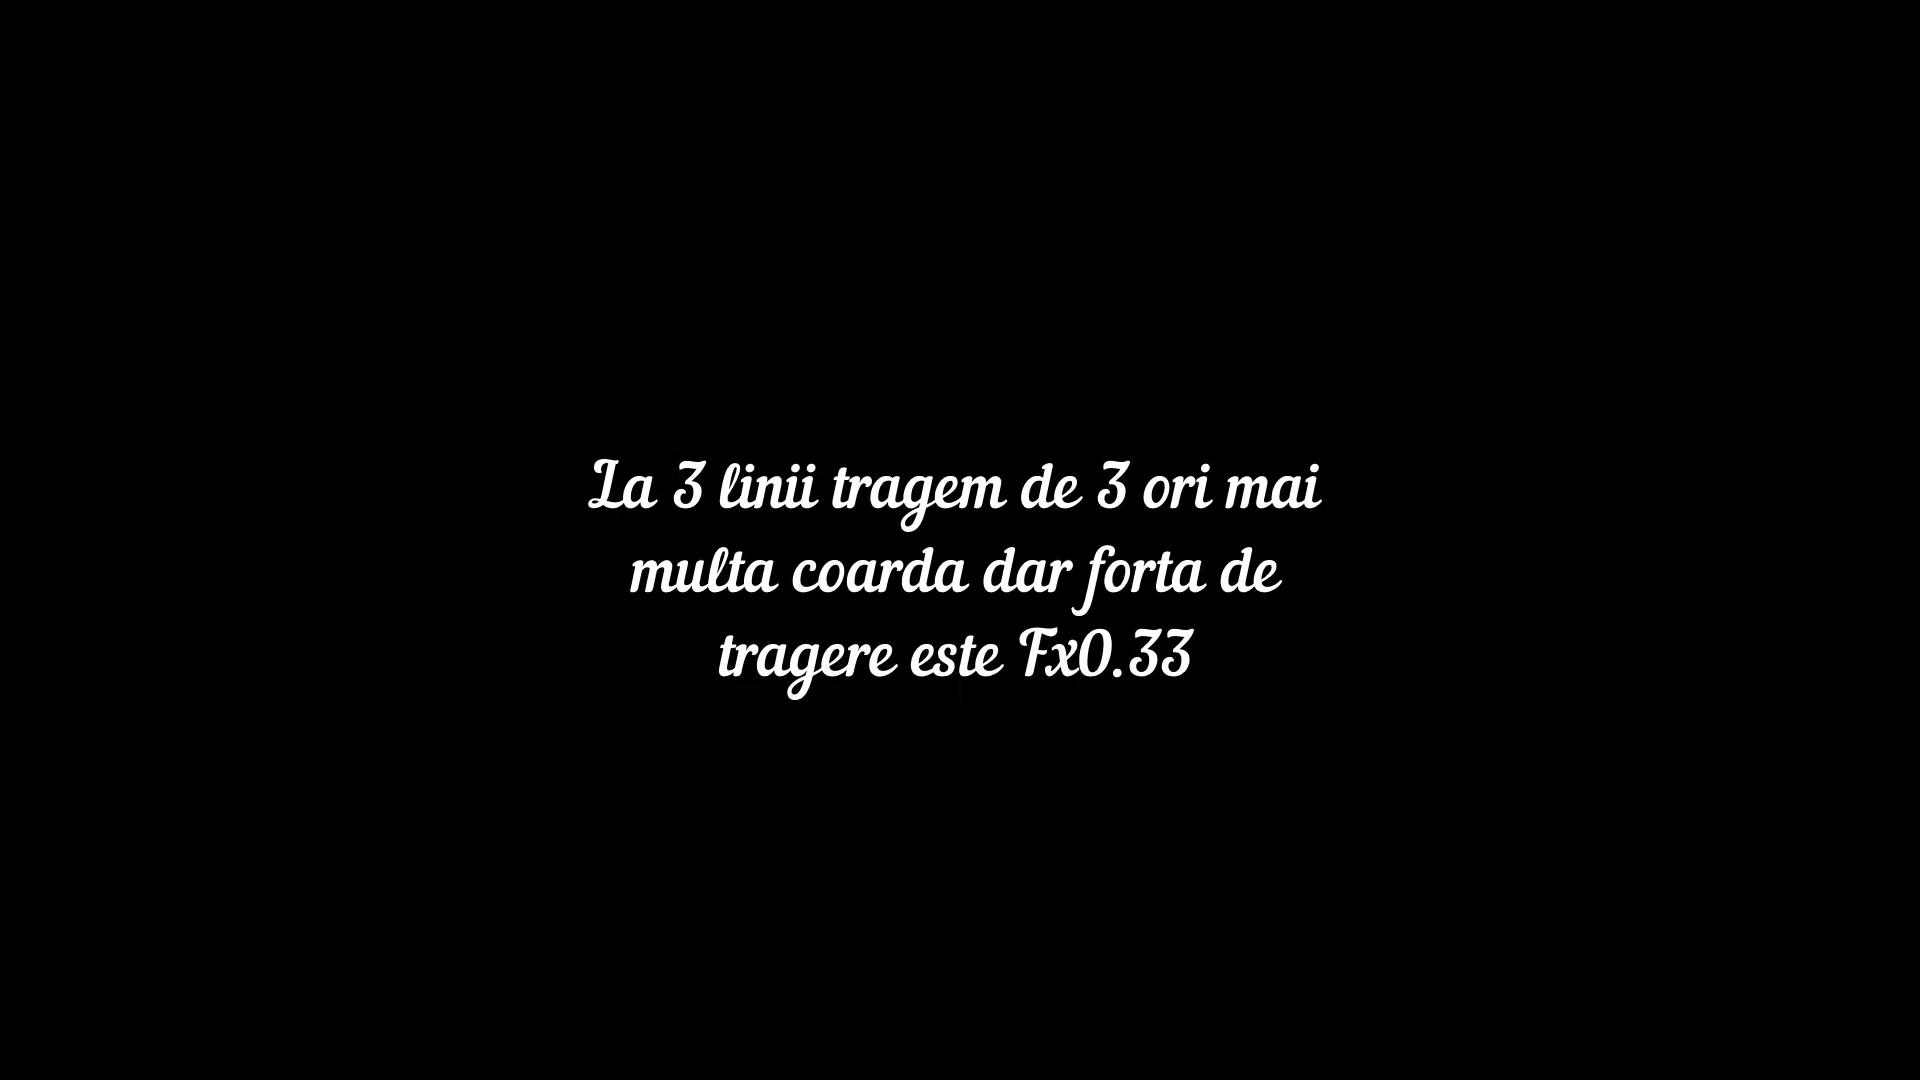 La 3 linii tragem de 3 ori mai
multa coarda dar forta de
tragere este Fx0.33